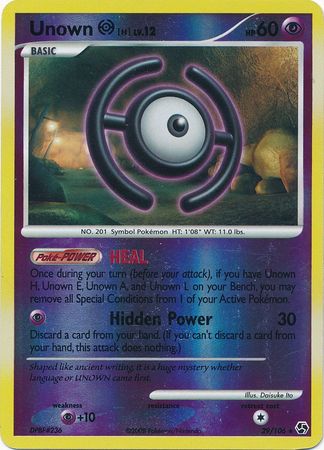 Unown [H] LV.12 HP 60
BASIC
NO. 201 Symbol Pokémon HT: 1'08" WT: 11.0 lbs.
Poké-POWER HEAL
Once during your turn (before your attack), if you have Unown
H, Unown E, Unown A, and Unown L on your Bench, you may
remove all Special Conditions from 1 of your Active Pokémon.
Hidden Power 30
Discard a card from your hand. (If you can't discard a card
from your hand, this attack does nothing.)
Shaped like ancient writing, it is a huge mystery whether
language or UNOWN came first.
Illus. Daisuke Ito
weakness resistance retreat cost
+10
DPBP#236 ©2008 Pokémon/Nintendo 29/106